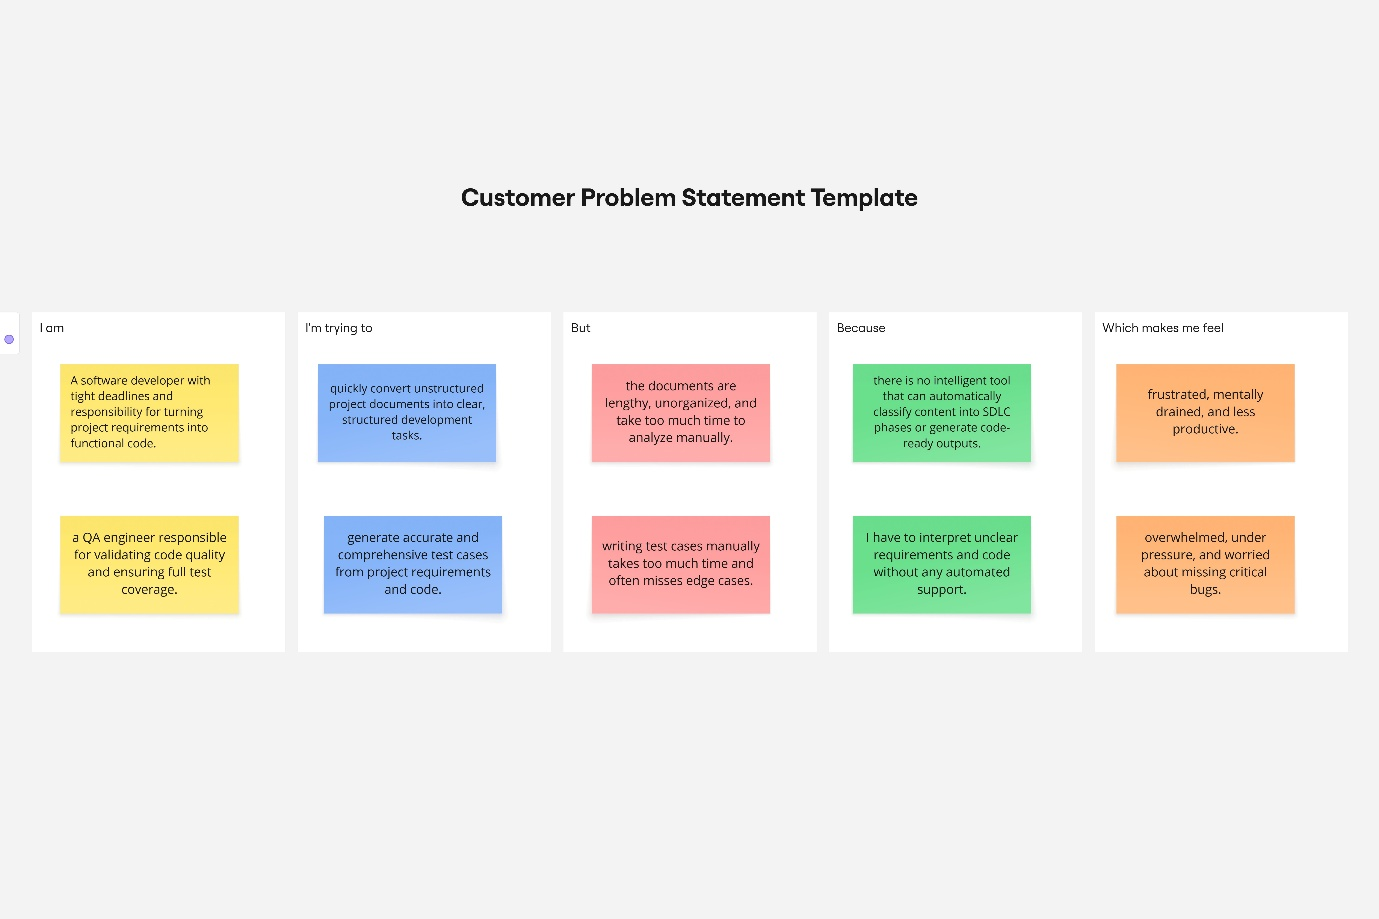 Customer Problem Statement Template
I am
A software developer with
tight deadlines and
responsibility for turning
project requirements into
functional code.
a QA engineer responsible
for validating code quality
and ensuring full test
coverage.
I'm trying to
quickly convert unstructured
project documents into clear,
structured development
tasks.
generate accurate and
comprehensive test cases
from project requirements
and code.
But
the documents are
lengthy, unorganized, and
take too much time to
analyze manually.
writing test cases manually
takes too much time and
often misses edge cases.
Because
there is no intelligent tool
that can automatically
classify content into SDLC
phases or generate code-
ready outputs.
I have to interpret unclear
requirements and code
without any automated
support.
Which makes me feel
frustrated, mentally
drained, and less
productive.
overwhelmed, under
pressure, and worried
about missing critical
bugs.